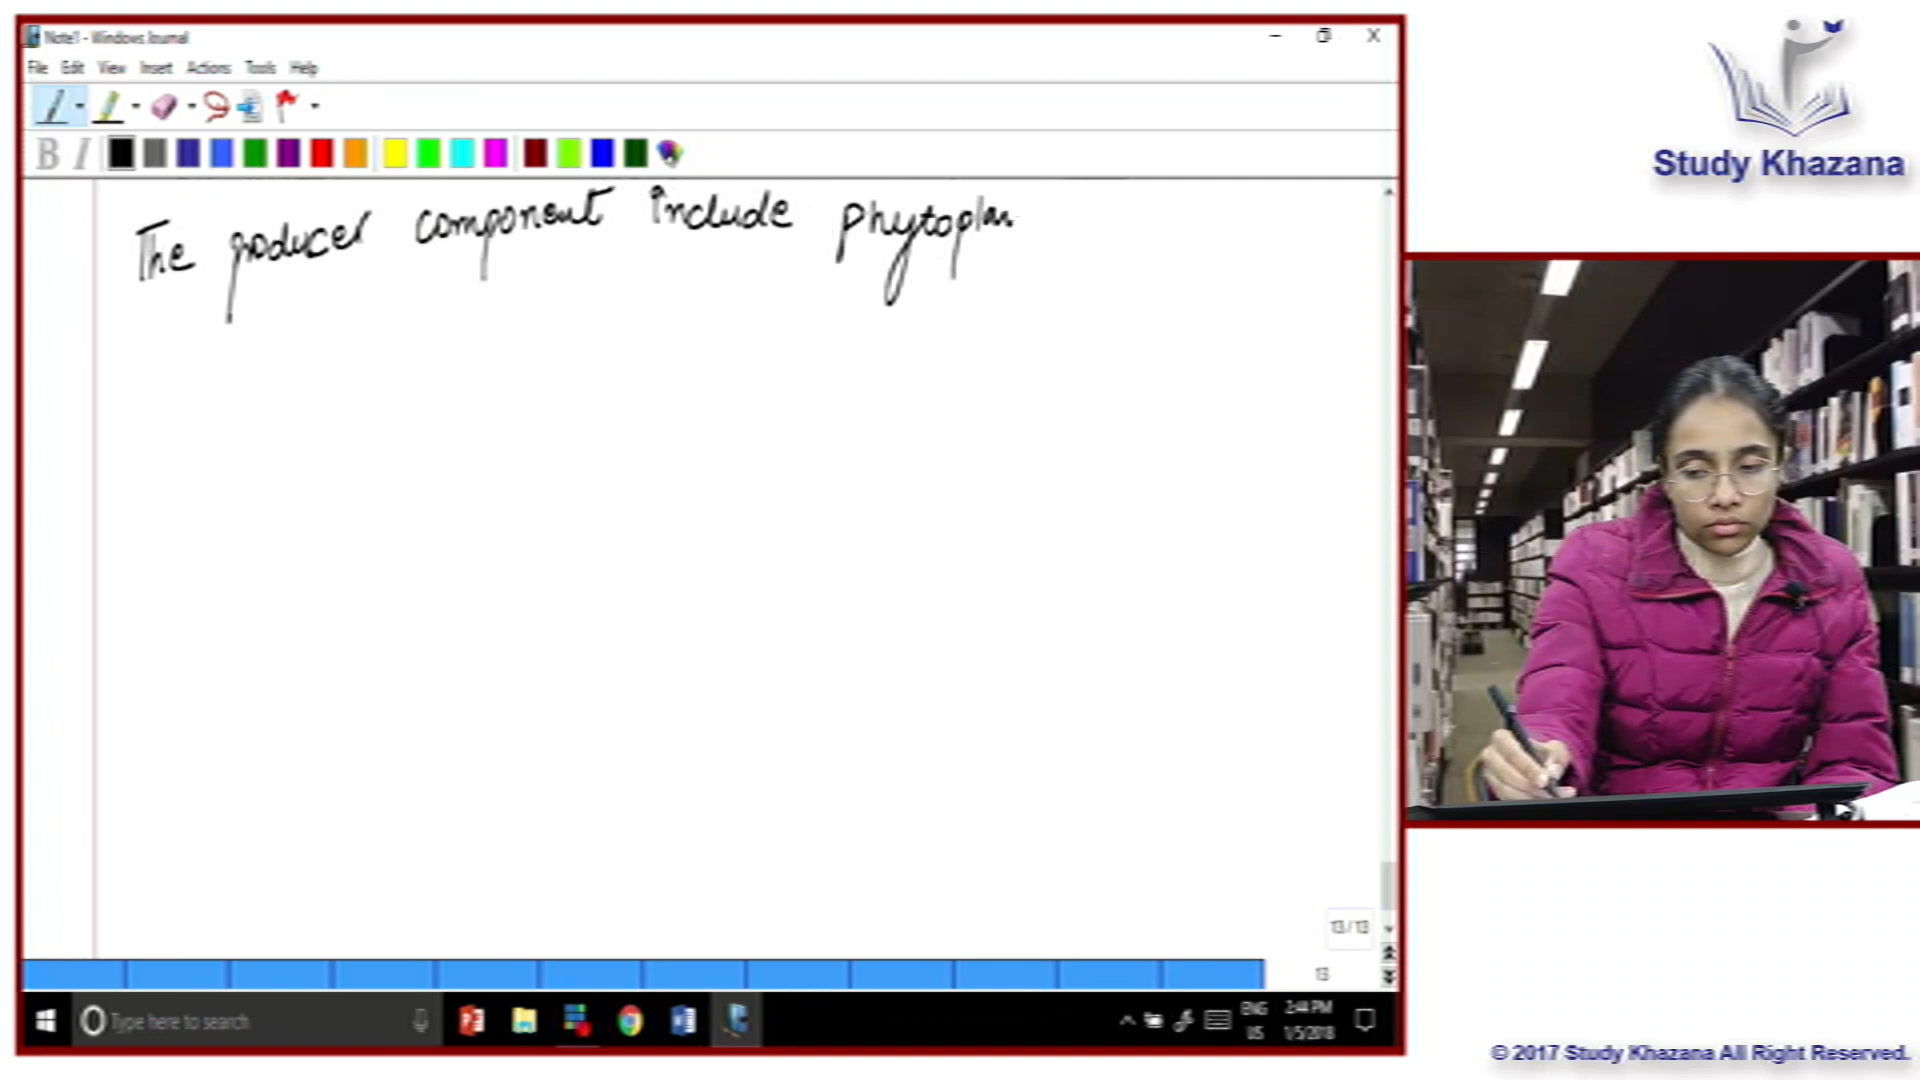 Note1 - Windows Journal
File Edit View Insert Actions Tools Help
B I
The producer component include phytoplan
13/13
13
Type here to search
ENG
US
2:44 PM
1/5/2018
Study Khazana
© 2017 Study Khazana All Right Reserved.